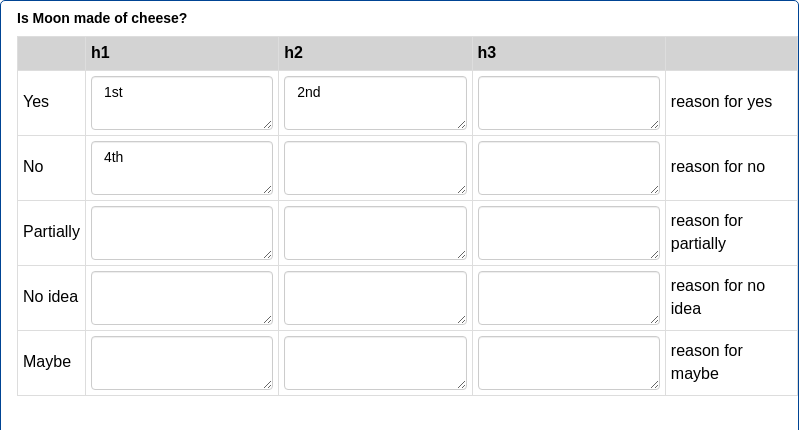 Is Moon made of cheese?
h1 h2 h3
Yes 1st 2nd reason for yes
No 4th reason for no
Partially reason for
partially
No idea reason for no
idea
Maybe reason for
maybe